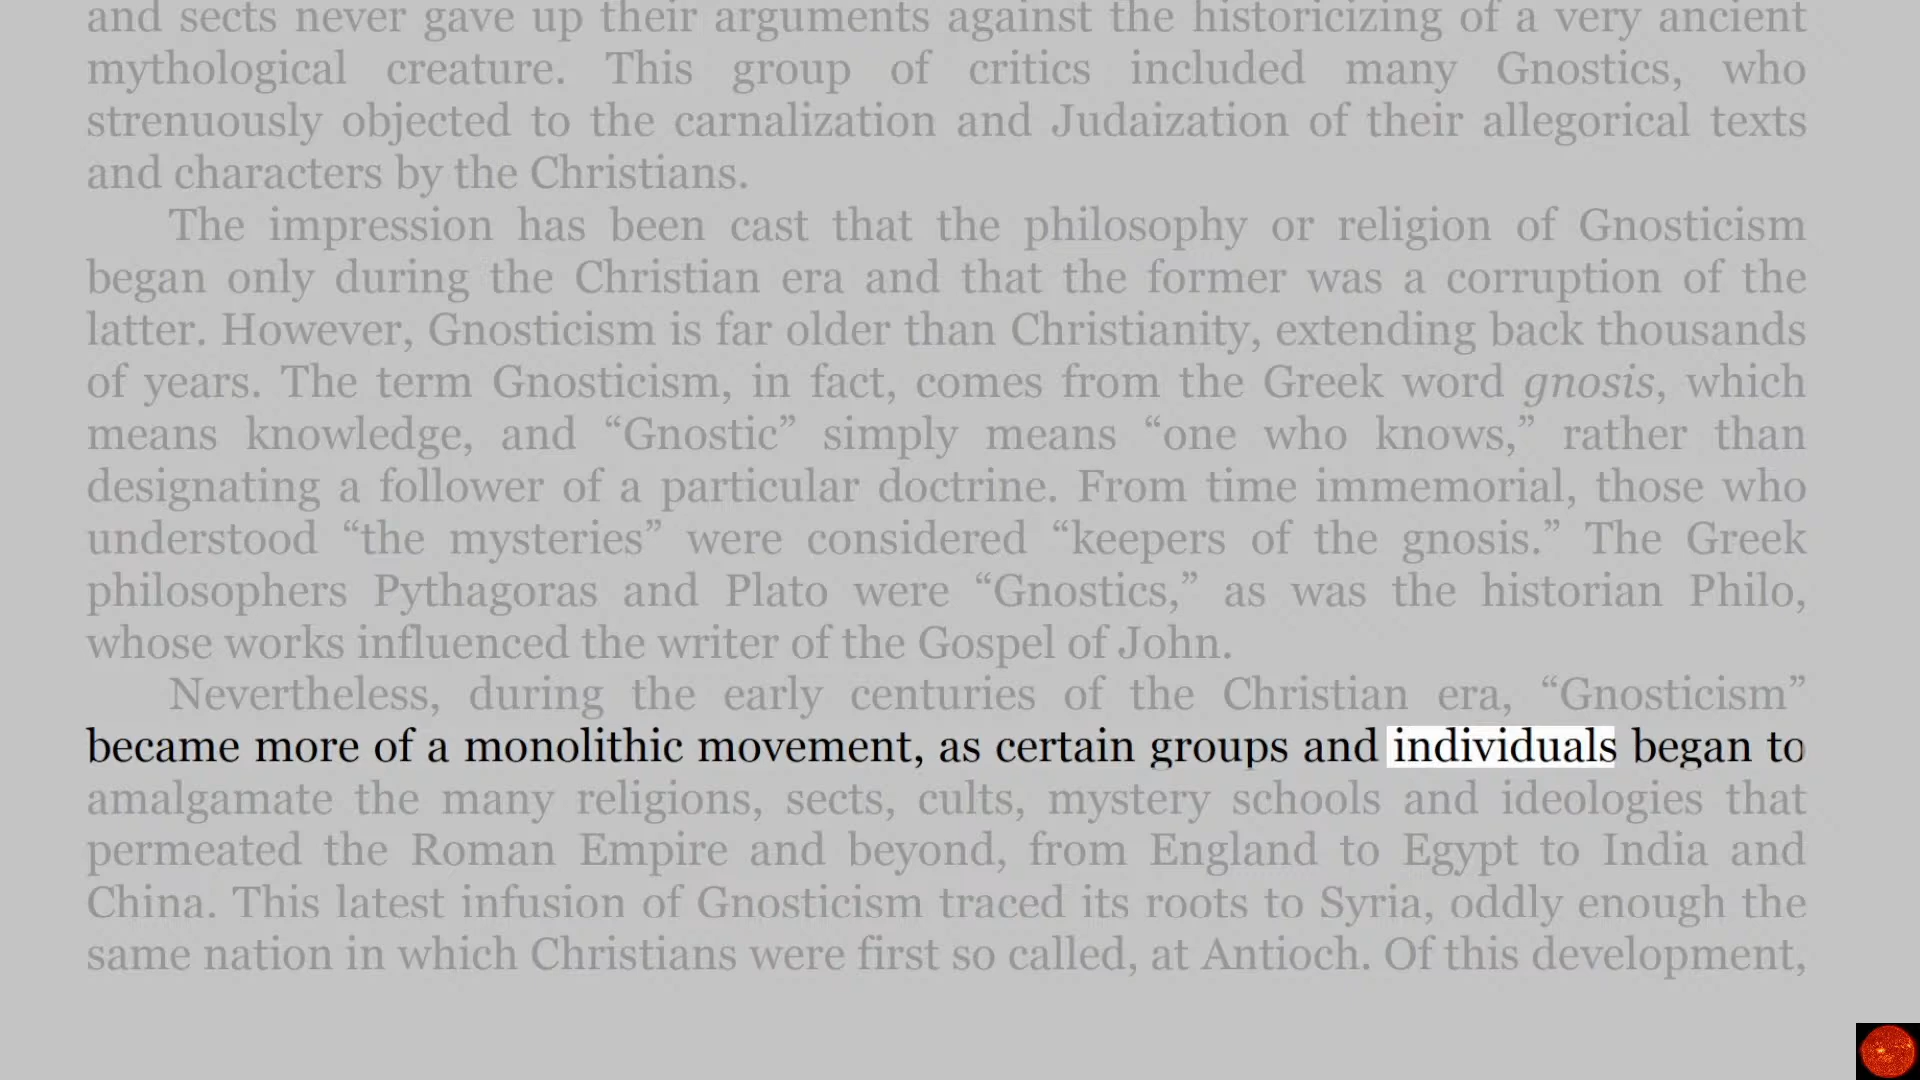 and sects never gave up their arguments against the historicizing of a very ancient
mythological creature. This group of critics included many Gnostics, who
strenuously objected to the carnalization and Judaization of their allegorical texts
and characters by the Christians.
The impression has been cast that the philosophy or religion of Gnosticism
began only during the Christian era and that the former was a corruption of the
latter. However, Gnosticism is far older than Christianity, extending back thousands
of years. The term Gnosticism, in fact, comes from the Greek word gnosis, which
means knowledge, and “Gnostic” simply means “one who knows,” rather than
designating a follower of a particular doctrine. From time immemorial, those who
understood “the mysteries” were considered “keepers of the gnosis.” The Greek
philosophers Pythagoras and Plato were “Gnostics,” as was the historian Philo,
whose works influenced the writer of the Gospel of John.
Nevertheless, during the early centuries of the Christian era, “Gnosticism”
became more of a monolithic movement, as certain groups and individuals began to
amalgamate the many religions, sects, cults, mystery schools and ideologies that
permeated the Roman Empire and beyond, from England to Egypt to India and
China. This latest infusion of Gnosticism traced its roots to Syria, oddly enough the
same nation in which Christians were first so called, at Antioch. Of this development,